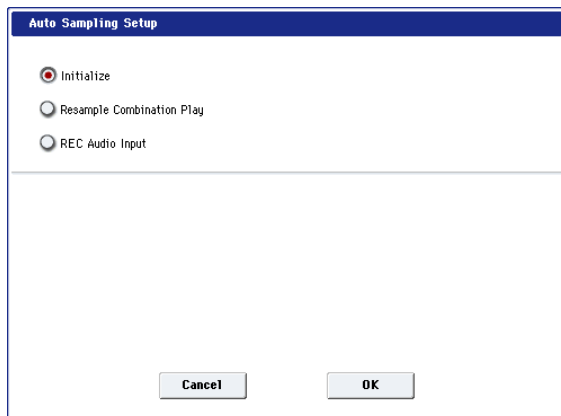 Auto Sampling Setup
Initialize
Resample Combination Play
REC Audio Input
Cancel OK